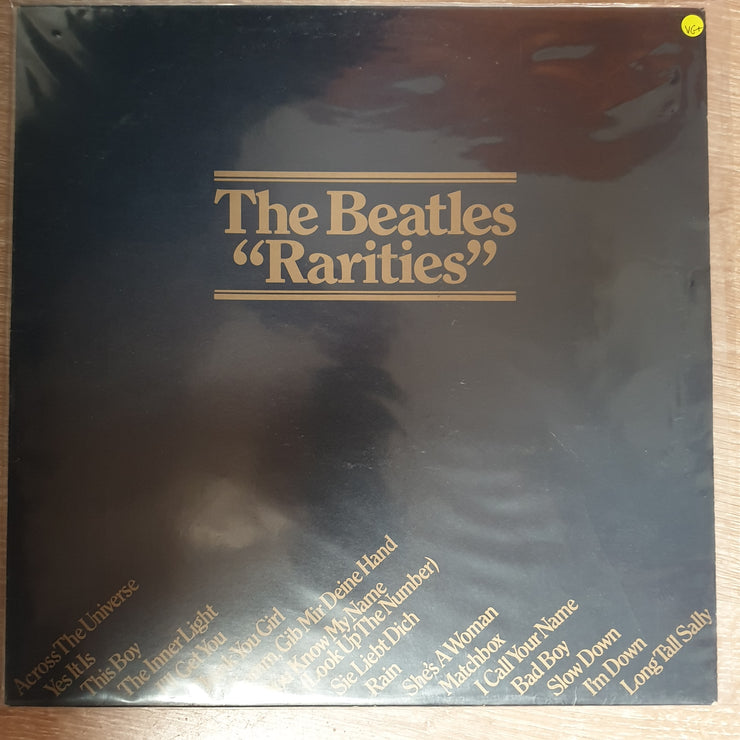 VG+
The Beatles
“Rarities”
Across The Universe
Yes It Is
This Boy
The Inner Light
Get You
You Girl
Gib Mir Deine Hand
Know My Name
Look Up The Number)
Sie Liebt Dich
Rain
She's A Woman
Matchbox
I Call Your Name
Bad Boy
Slow Down
I'm Down
Long Tall Sally